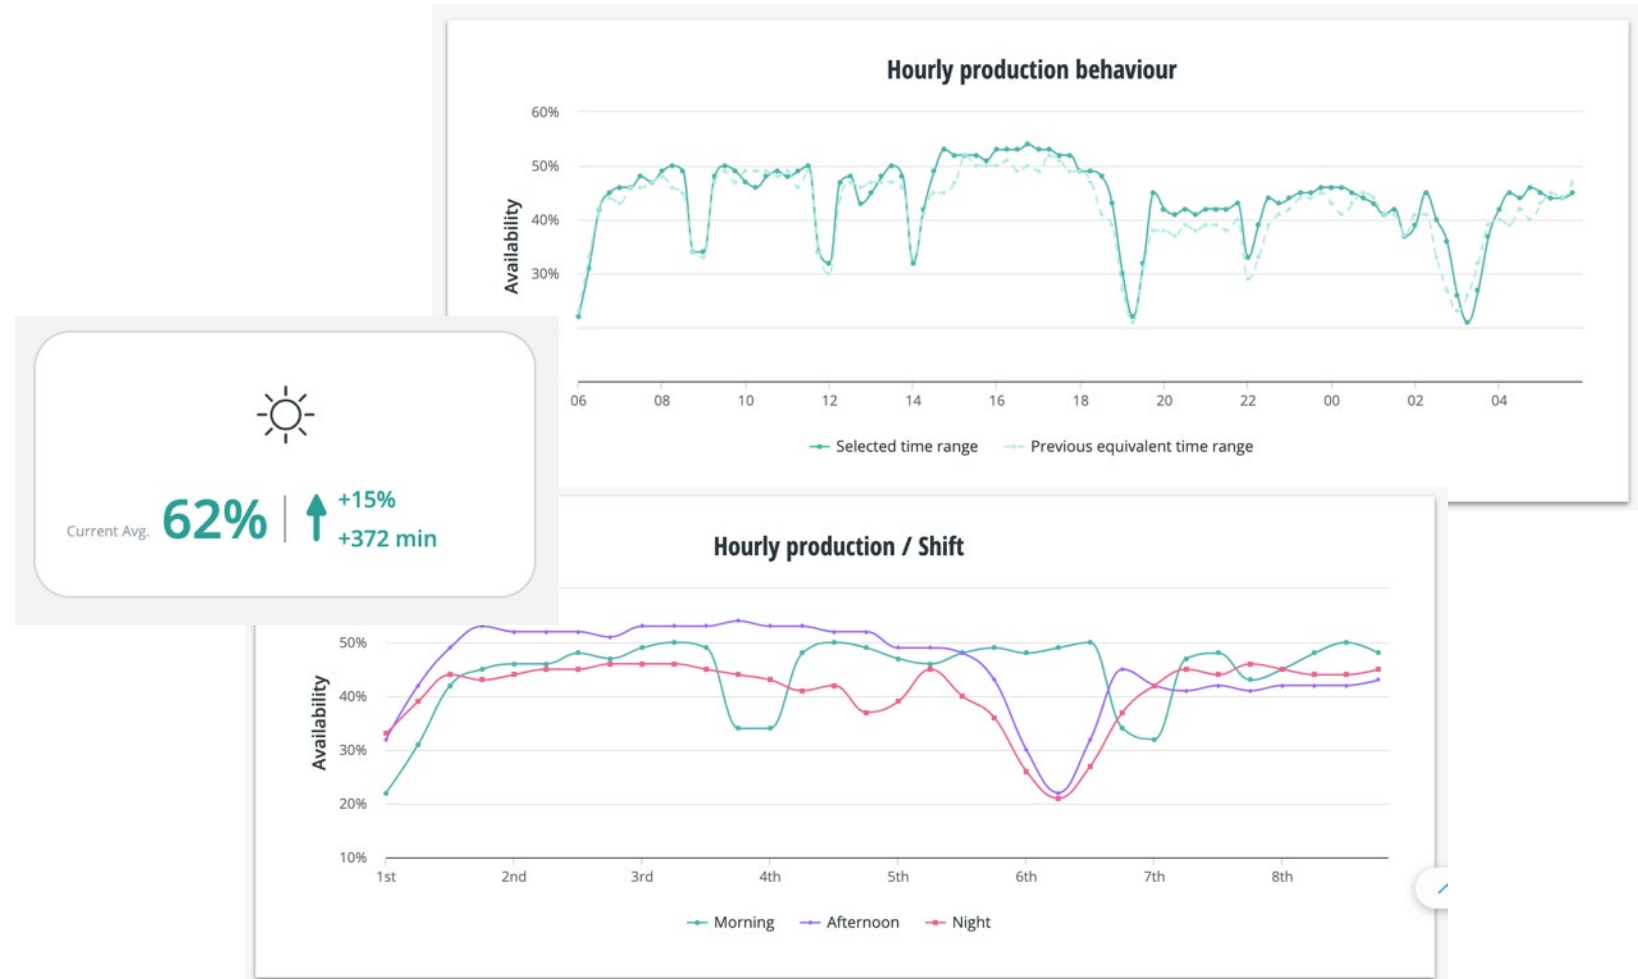 Hourly production behaviour
60%
50%
40%
30%
Availability
06 08 10 12 14 16 18 20 22 00 02 04
Selected time range Previous equivalent time range
Current Avg. 62% +15%
+372 min
Hourly production / Shift
50%
40%
30%
20%
10%
Availability
1st 2nd 3rd 4th 5th 6th 7th 8th
Morning Afternoon Night